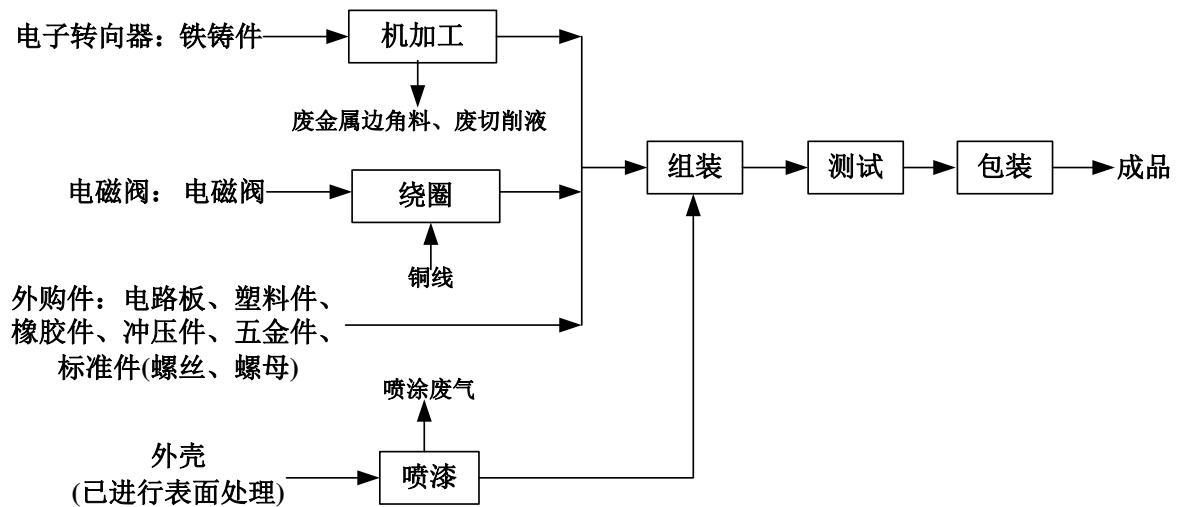 电子转向器：铁铸件
机加工
废金属边角料、废切削液
电磁阀： 电磁阀
绕圈
铜线
外购件：电路板、塑料件、
橡胶件、冲压件、五金件、
标准件(螺丝、螺母)
组装
测试
包装
成品
喷涂废气
外壳
(已进行表面处理)
喷漆